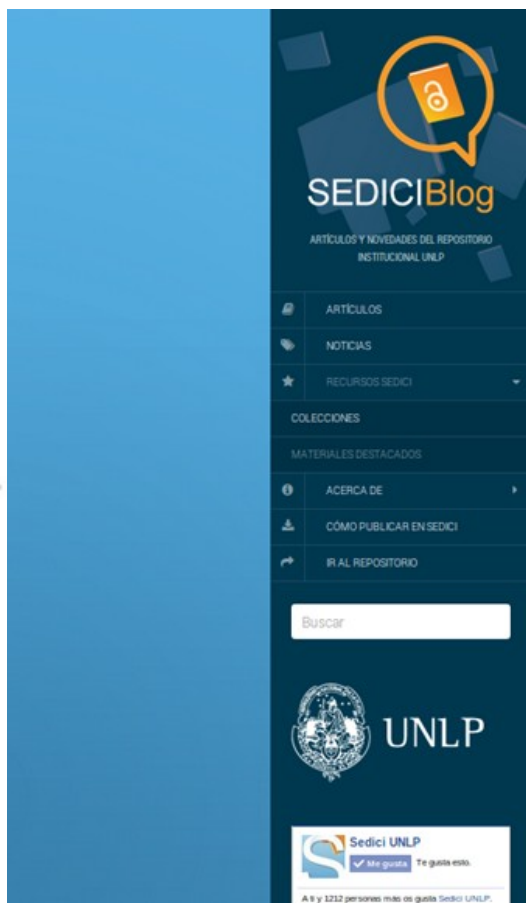 SEDICIBlog
ARTÍCULOS Y NOVEDADES DEL REPOSITORIO
INSTITUCIONAL UNLP
ARTÍCULOS
NOTICIAS
RECURSOS SEDICI
COLECCIONES
MATERIALES DESTACADOS
ACERCA DE
CÓMO PUBLICAR EN SEDICI
IR AL REPOSITORIO
Buscar
UNLP
Sedici UNLP
Me gusta Te gusta esto.
A ti y 1212 personas más os gusta Sedici UNLP.